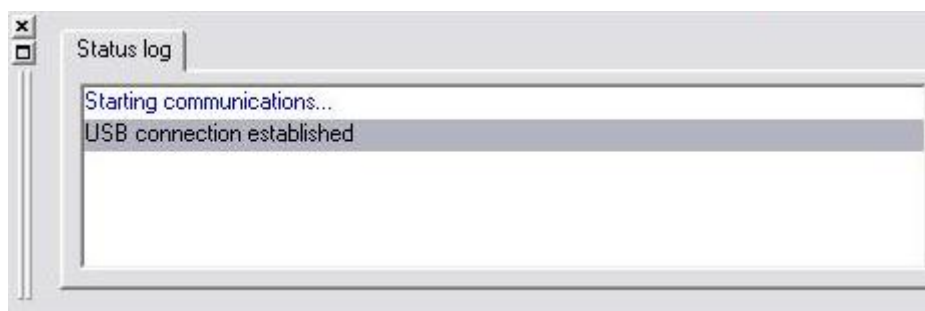 Status log
Starting communications...
USB connection established